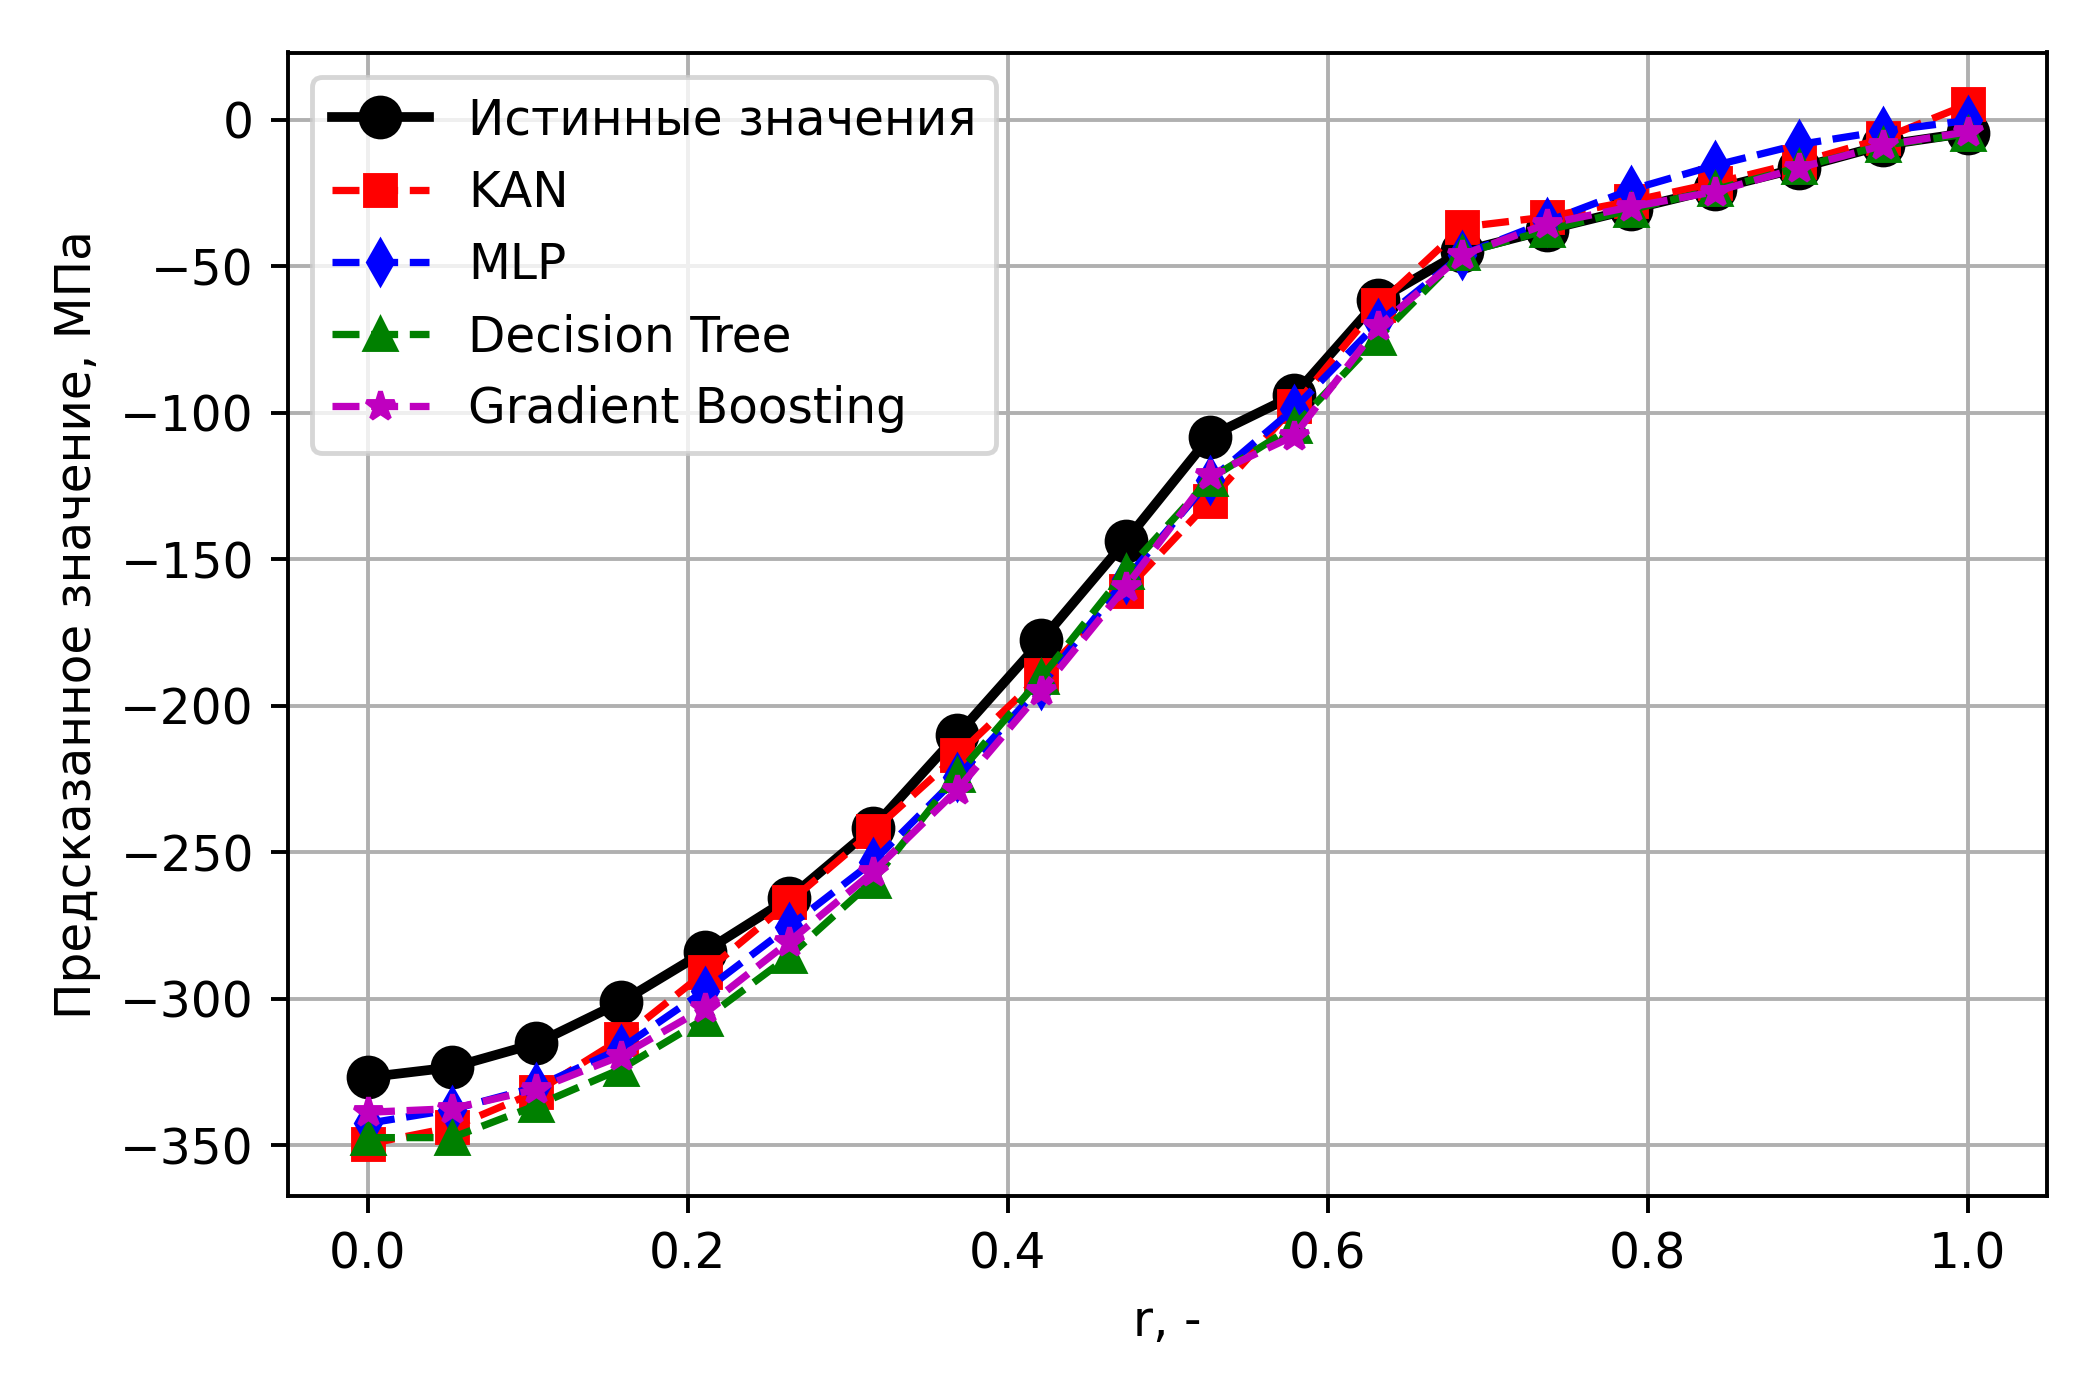 Истинные значения
KAN
MLP
Decision Tree
Gradient Boosting
Предсказанное значение, МПа
0
−50
−100
−150
−200
−250
−300
−350
0.0 0.2 0.4 0.6 0.8 1.0
r, -